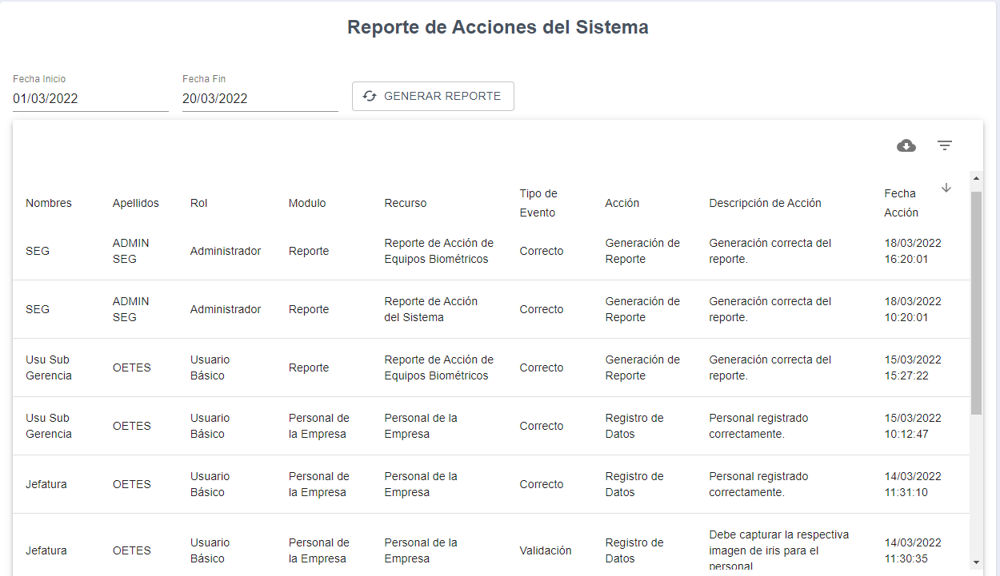 Reporte de Acciones del Sistema
Fecha Inicio
Fecha Fin
01/03/2022
20/03/2022
GENERAR REPORTE
Nombres
Apellidos
Rol
Modulo
Recurso
Tipo de
Evento
Acción
Descripción de Acción
Fecha
Acción
SEG
ADMIN
SEG
Administrador
Reporte
Reporte de Acción de
Equipos Biométricos
Correcto
Generación de
Reporte
Generación correcta del
reporte.
18/03/2022
16:20:01
SEG
ADMIN
SEG
Administrador
Reporte
Reporte de Acción
del Sistema
Correcto
Generación de
Reporte
Generación correcta del
reporte.
18/03/2022
10:20:01
Usu Sub
Gerencia
OETES
Usuario
Básico
Reporte
Reporte de Acción de
Equipos Biométricos
Correcto
Generación de
Reporte
Generación correcta del
reporte.
15/03/2022
15:27:22
Usu Sub
Gerencia
OETES
Usuario
Básico
Personal de
la Empresa
Personal de la
Empresa
Correcto
Registro de
Datos
Personal registrado
correctamente.
15/03/2022
10:12:47
Jefatura
OETES
Usuario
Básico
Personal de
la Empresa
Personal de la
Empresa
Correcto
Registro de
Datos
Personal registrado
correctamente.
14/03/2022
11:31:10
Jefatura
OETES
Usuario
Básico
Personal de
la Empresa
Personal de la
Empresa
Validación
Registro de
Datos
Debe capturar la respectiva
imagen de iris para el
personal
14/03/2022
11:30:35